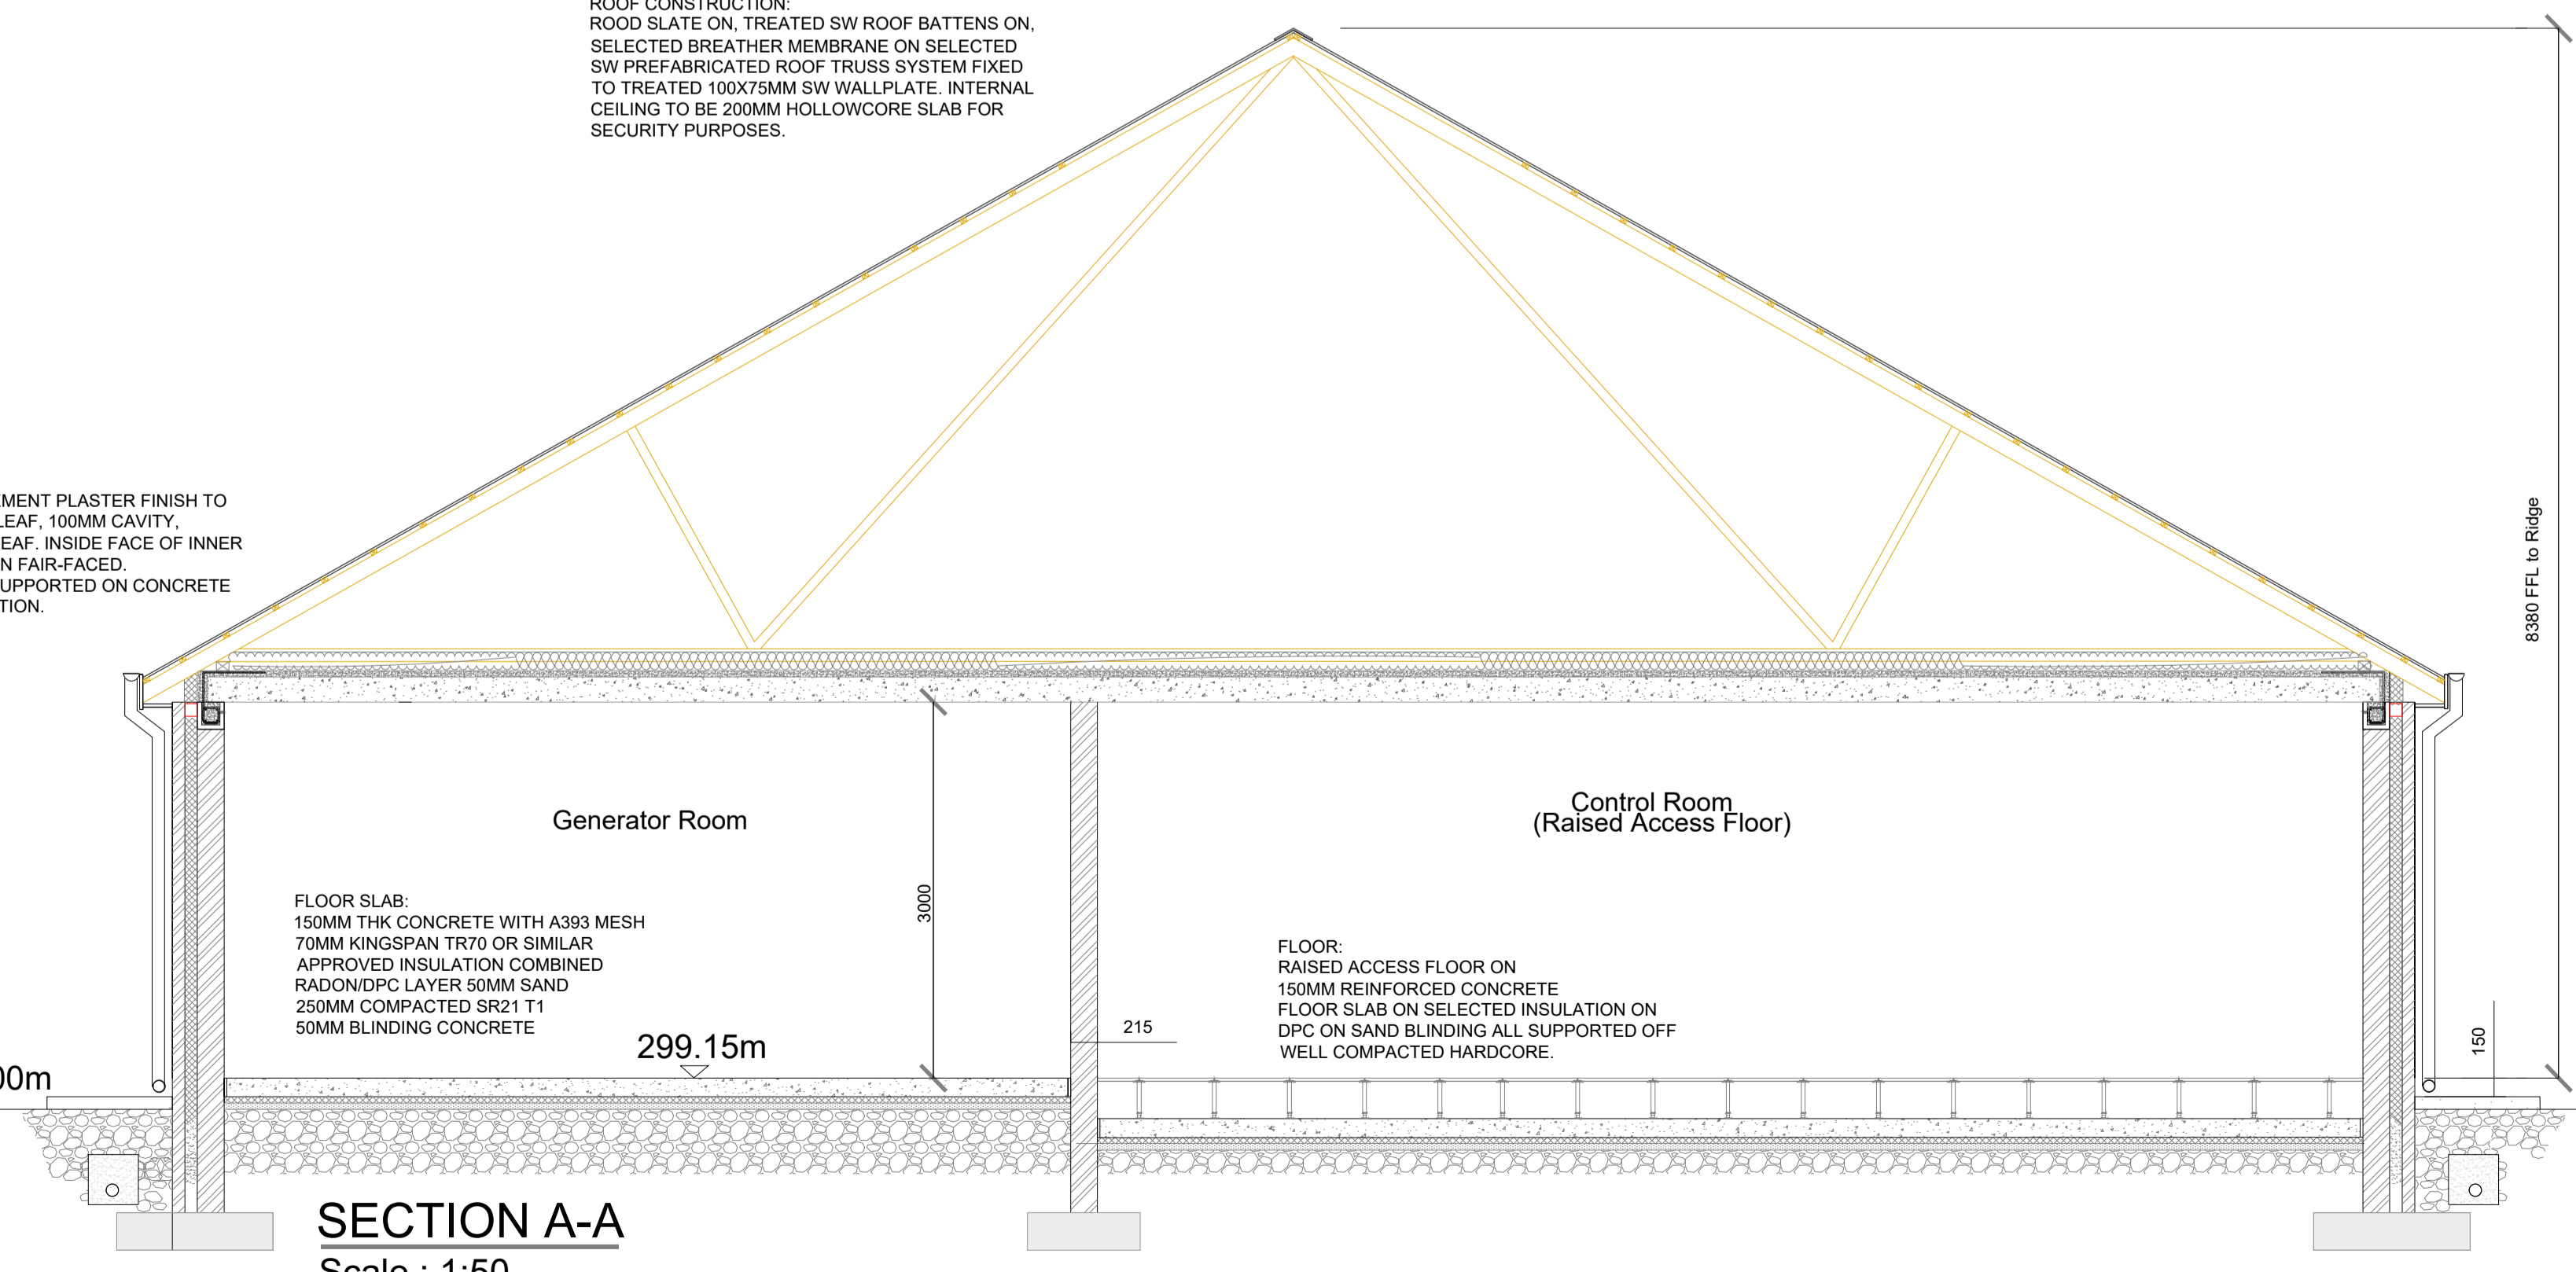 ROOF CONSTRUCTION:
ROOD SLATE ON, TREATED SW ROOF BATTENS ON,
SELECTED BREATHER MEMBRANE ON SELECTED
SW PREFABRICATED ROOF TRUSS SYSTEM FIXED
TO TREATED 100X75MM SW WALLPLATE. INTERNAL
CEILING TO BE 200MM HOLLOWCORE SLAB FOR
SECURITY PURPOSES.
PLASTER FINISH TO
LEAF, 100MM CAVITY,
INSIDE FACE OF INNER
FAIR-FACED.
SUPPORTED ON CONCRETE
8380 FFL to Ridge
Generator Room
Control Room
(Raised Access Floor)
3000
FLOOR SLAB:
150MM THK CONCRETE WITH A393 MESH
70MM KINGSPAN TR70 OR SIMILAR
APPROVED INSULATION COMBINED
RADON/DPC LAYER 50MM SAND
250MM COMPACTED SR21 T1
50MM BLINDING CONCRETE
299.15m
215
FLOOR:
RAISED ACCESS FLOOR ON
150MM REINFORCED CONCRETE
FLOOR SLAB ON SELECTED INSULATION ON
DPC ON SAND BLINDING ALL SUPPORTED OFF
WELL COMPACTED HARDCORE.
150
SECTION A-A
Scale : 1:50